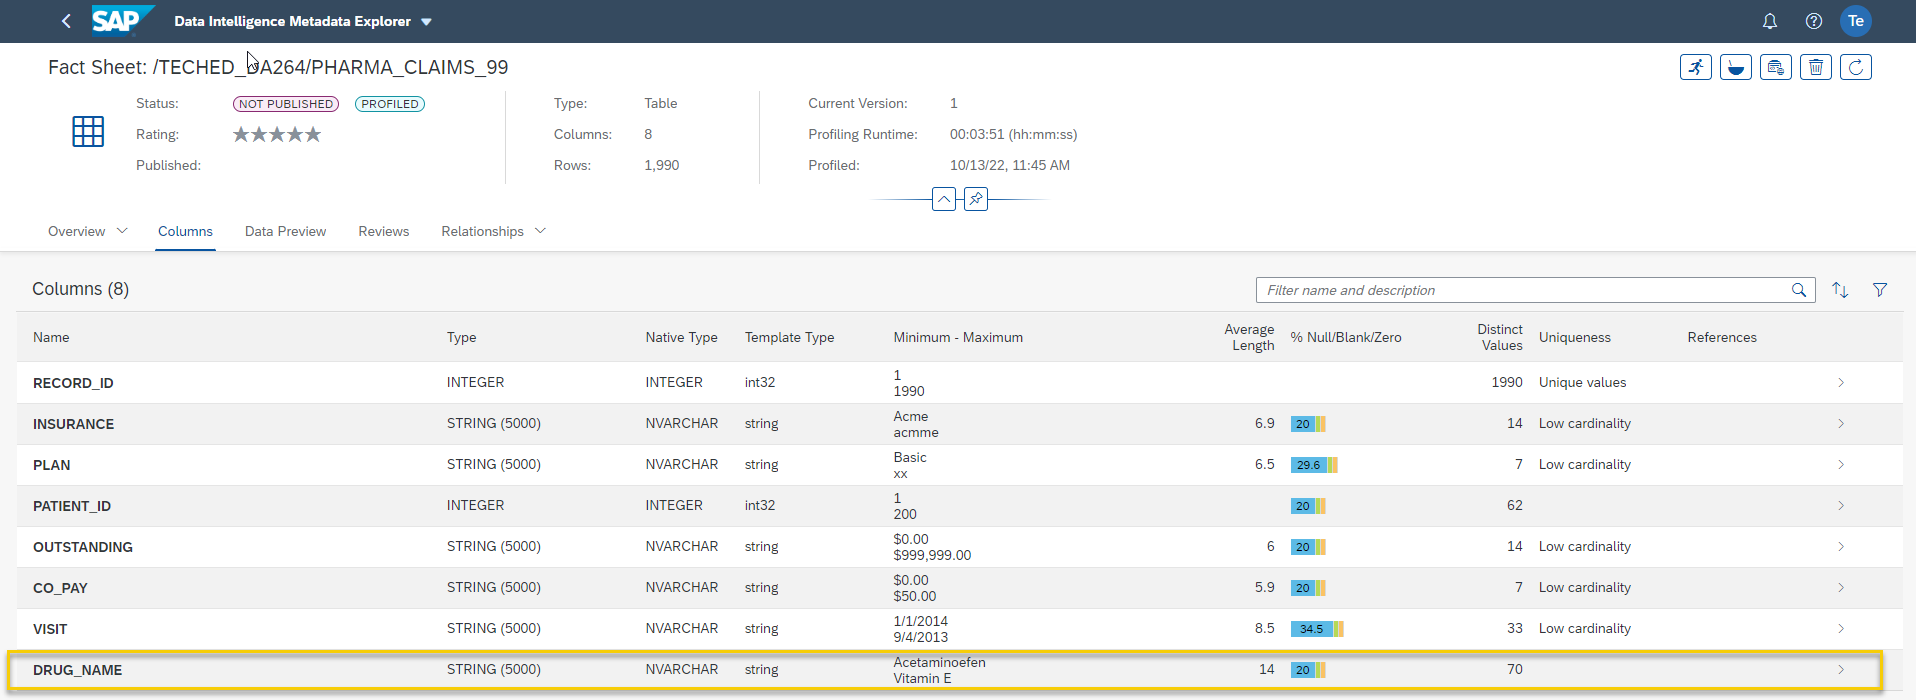 SAP Data Intelligence Metadata Explorer Te
Fact Sheet: /TECHED_DA264/PHARMA_CLAIMS_99
Status: NOT PUBLISHED PROFILED Type: Table Current Version: 1
Rating: Columns: 8 Profiling Runtime: 00:03:51 (hh:mm:ss)
Published: Rows: 1,990 Profiled: 10/13/22, 11:45 AM
Overview Columns Data Preview Reviews Relationships
Columns (8) Filter name and description
Name Type Native Type Template Type Minimum - Maximum Average Length % Null/Blank/Zero Distinct Values Uniqueness References
RECORD_ID INTEGER INTEGER int32 1 1990 1990 Unique values
INSURANCE STRING (5000) NVARCHAR string Acme acmme 6.9 20 14 Low cardinality
PLAN STRING (5000) NVARCHAR string Basic xx 6.5 29.6 7 Low cardinality
PATIENT_ID INTEGER INTEGER int32 1 200 20 62
OUTSTANDING STRING (5000) NVARCHAR string $0.00 $999,999.00 6 20 14 Low cardinality
CO_PAY STRING (5000) NVARCHAR string $0.00 $50.00 5.9 20 7 Low cardinality
VISIT STRING (5000) NVARCHAR string 1/1/2014 9/4/2013 8.5 34.5 33 Low cardinality
DRUG_NAME STRING (5000) NVARCHAR string Acetaminoefen Vitamin E 14 20 70